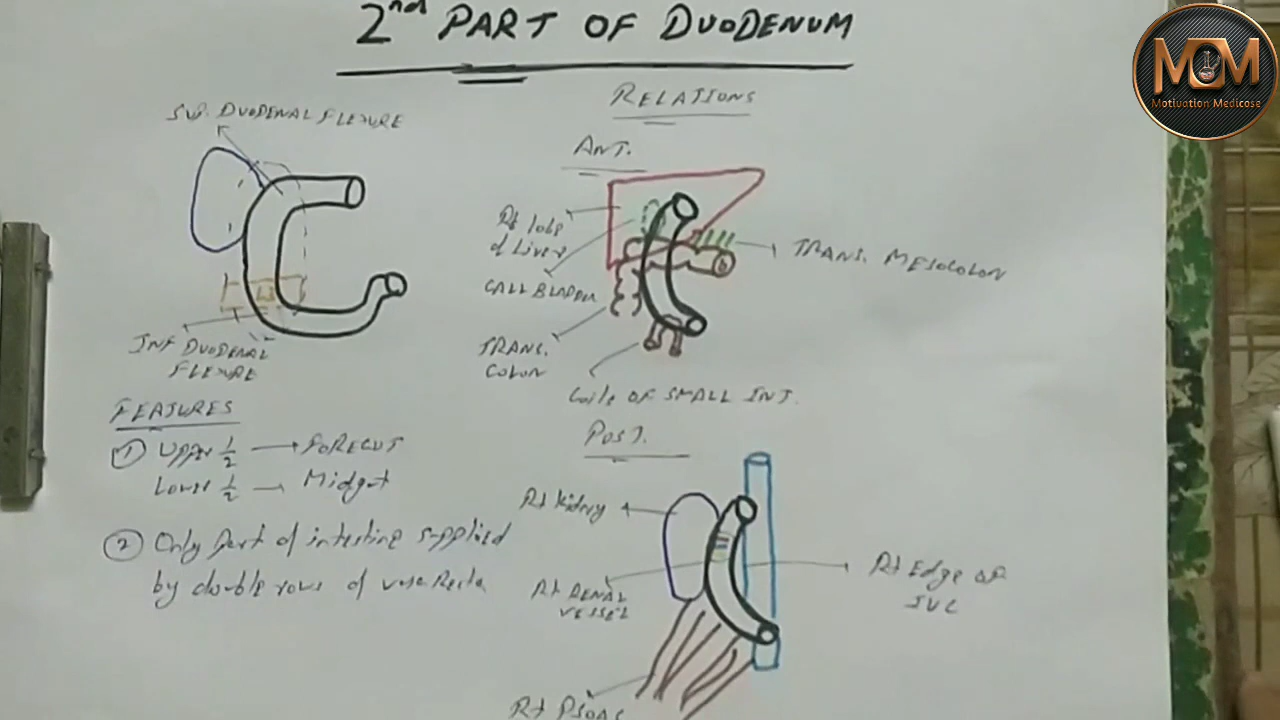 2nd PART OF DUODENUM
MOM
Motivation Medicose
SUP. DUODENAL FLEXURE
INF DUODENAL
FLEXURE
FEATURES
① Upper 1/2 → FOREGUT
Lower 1/2 → Midgut
② Only part of intestine supplied
by double rows of vasa Recta
RELATIONS
ANT.
Rt lobe
of Liver
GALL BLADDER
TRANS.
COLON
TRANS. MESOCOLON
Coils OF SMALL INT.
POST.
Rt kidney
Rt RENAL
VESSEL
Rt Edge OF
IVC
Rt PSOAS